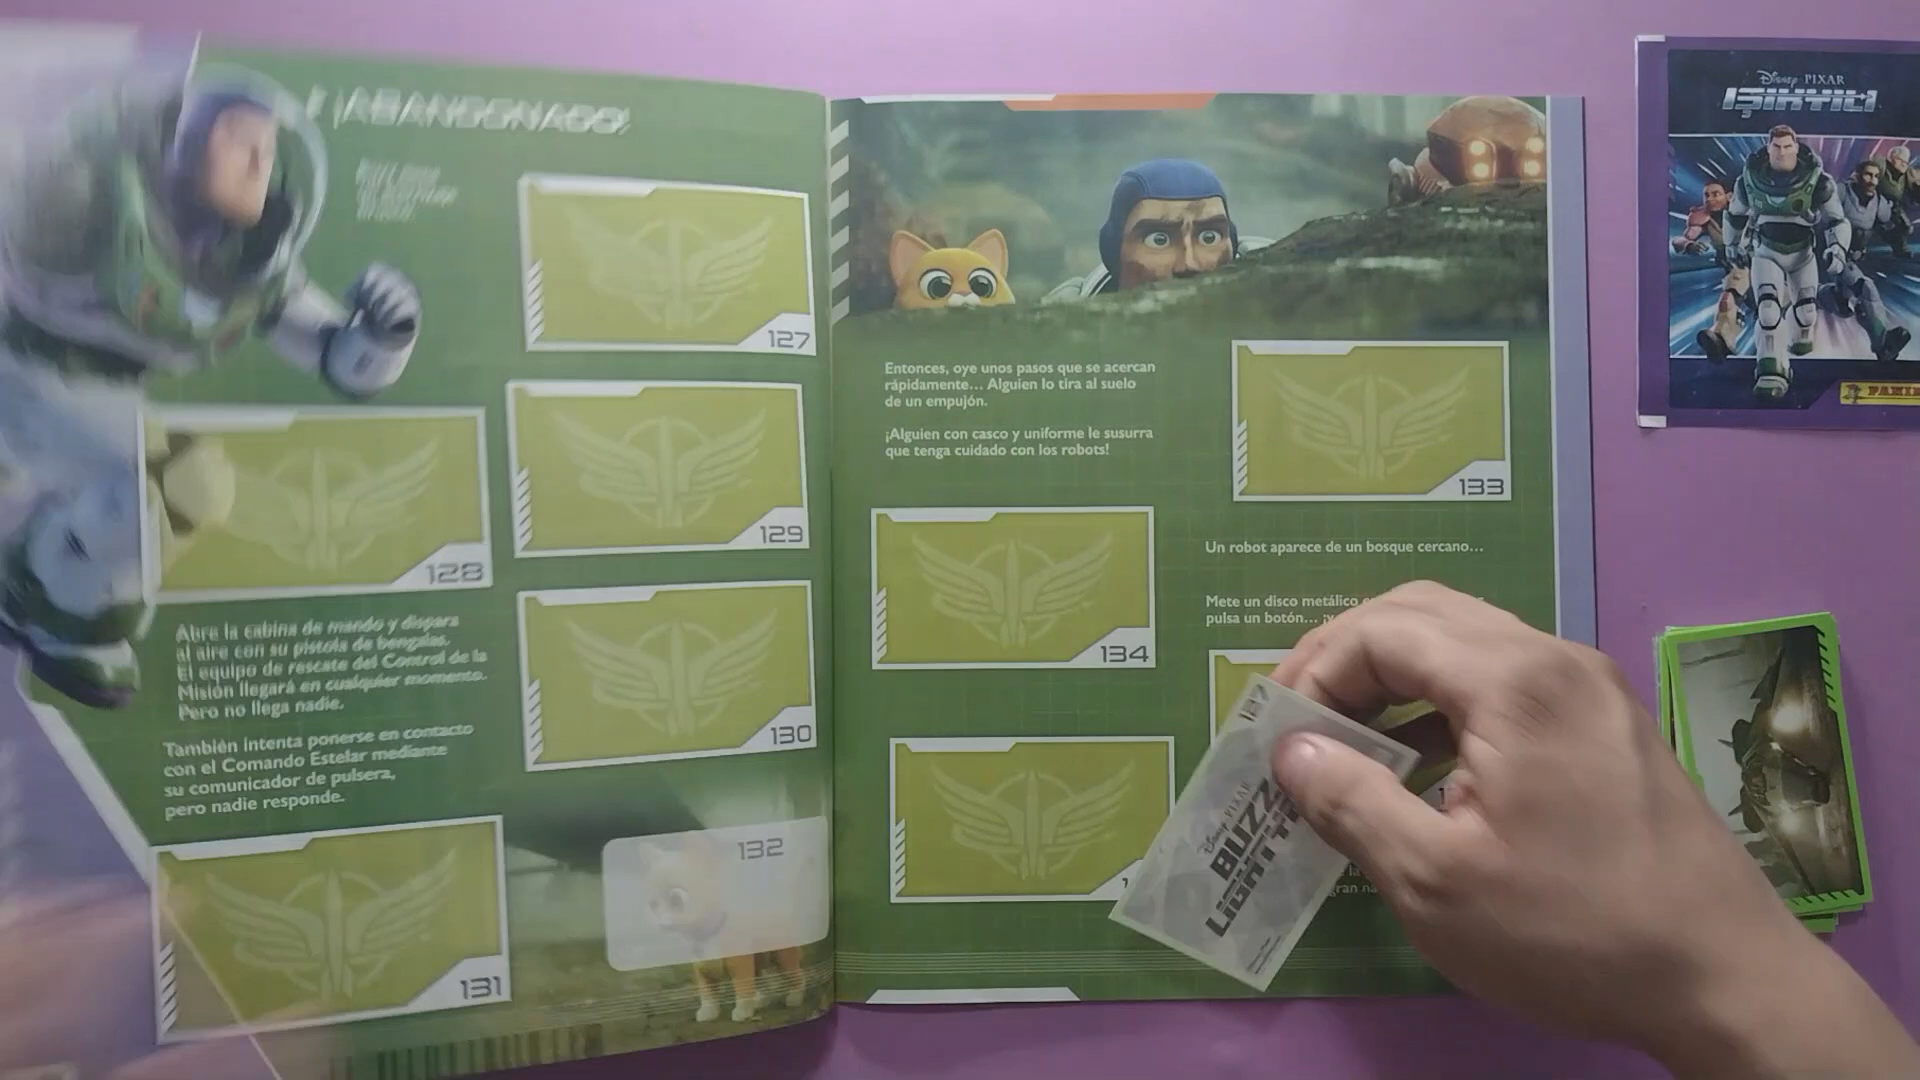 ¡ABANDONADO!
127
128
129
Abre la cabina de mando y dispara
al aire con su pistola de bengalas.
El equipo de rescate del Control de la
Misión llegará en cualquier momento.
Pero no llega nadie.
130
También intenta ponerse en contacto
con el Comando Estelar mediante
su comunicador de pulsera,
pero nadie responde.
131
132
Entonces, oye unos pasos que se acercan
rápidamente... Alguien lo tira al suelo
de un empujón.
¡Alguien con casco y uniforme le susurra
que tenga cuidado con los robots!
133
Un robot aparece de un bosque cercano...
134
Mete un disco metálico
pulsa un botón...
127
Disney PIXAR
BUZZ
Disney PIXAR
IŞIKYILI